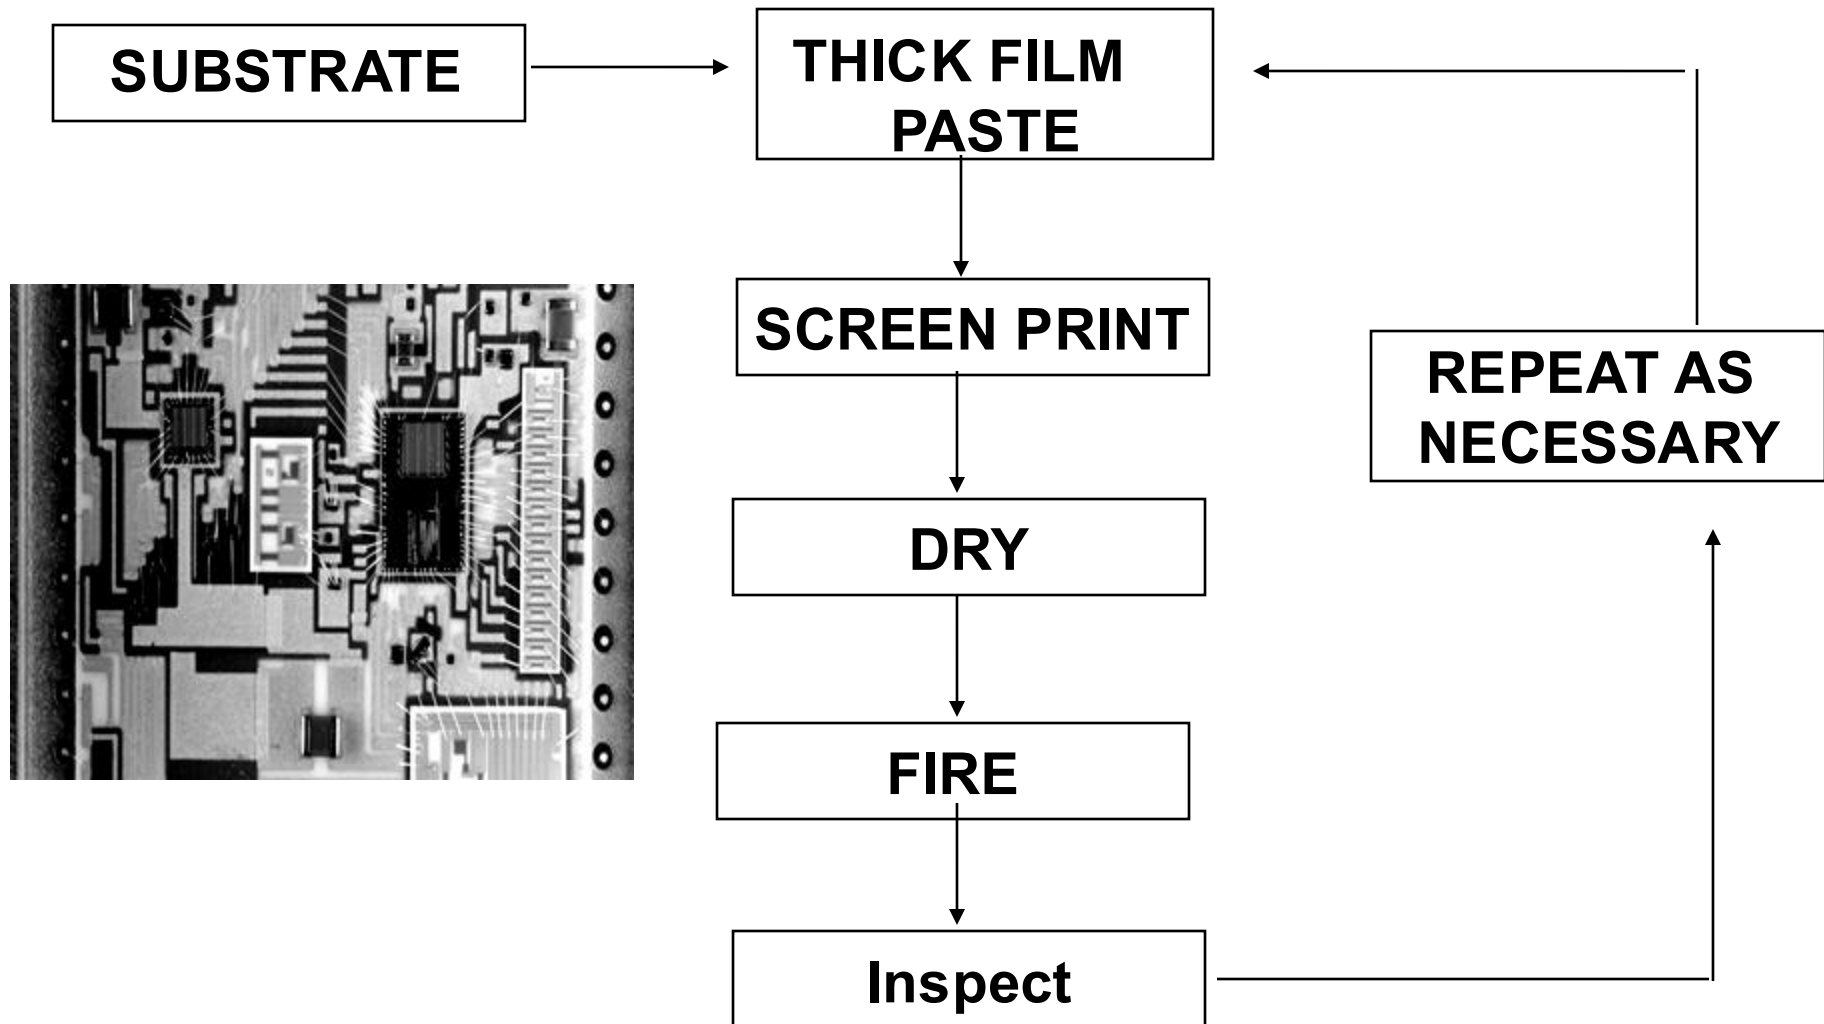 SUBSTRATE
THICK FILM
PASTE
SCREEN PRINT
REPEAT AS
NECESSARY
DRY
FIRE
Inspect